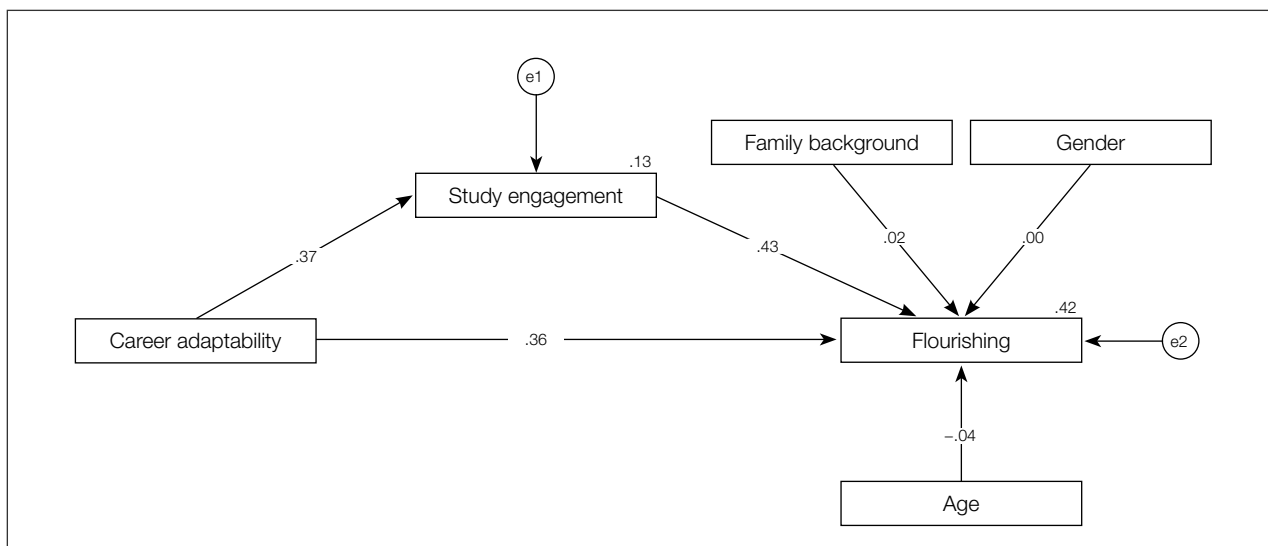 e1
Family background
Gender
.13
Study engagement
.02
.00
.43
.37
.42
Career adaptability
.36
Flourishing
e2
–.04
Age